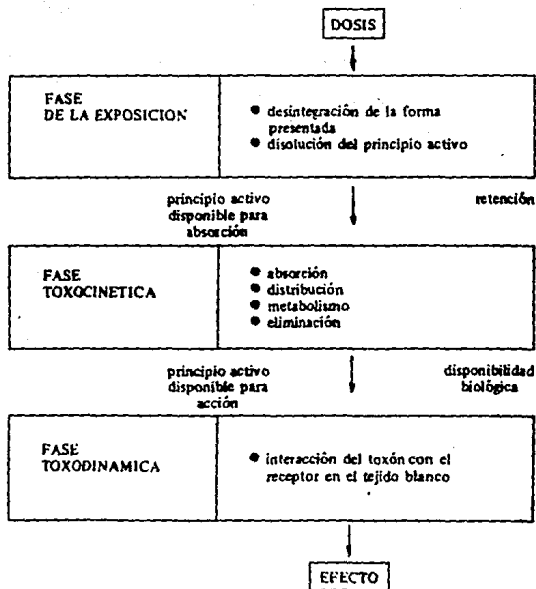 DOSIS
FASE
DE LA EXPOSICION
● desintegración de la forma
presentada
● disolución del principio activo
principio activo
disponible para
absorción
retención
FASE
TOXOCINETICA
● absorción
● distribución
● metabolismo
● eliminación
principio activo
disponible para
acción
disponibilidad
biológica
FASE
TOXODINAMICA
● interacción del toxón con el
receptor en el tejido blanco
EFECTO